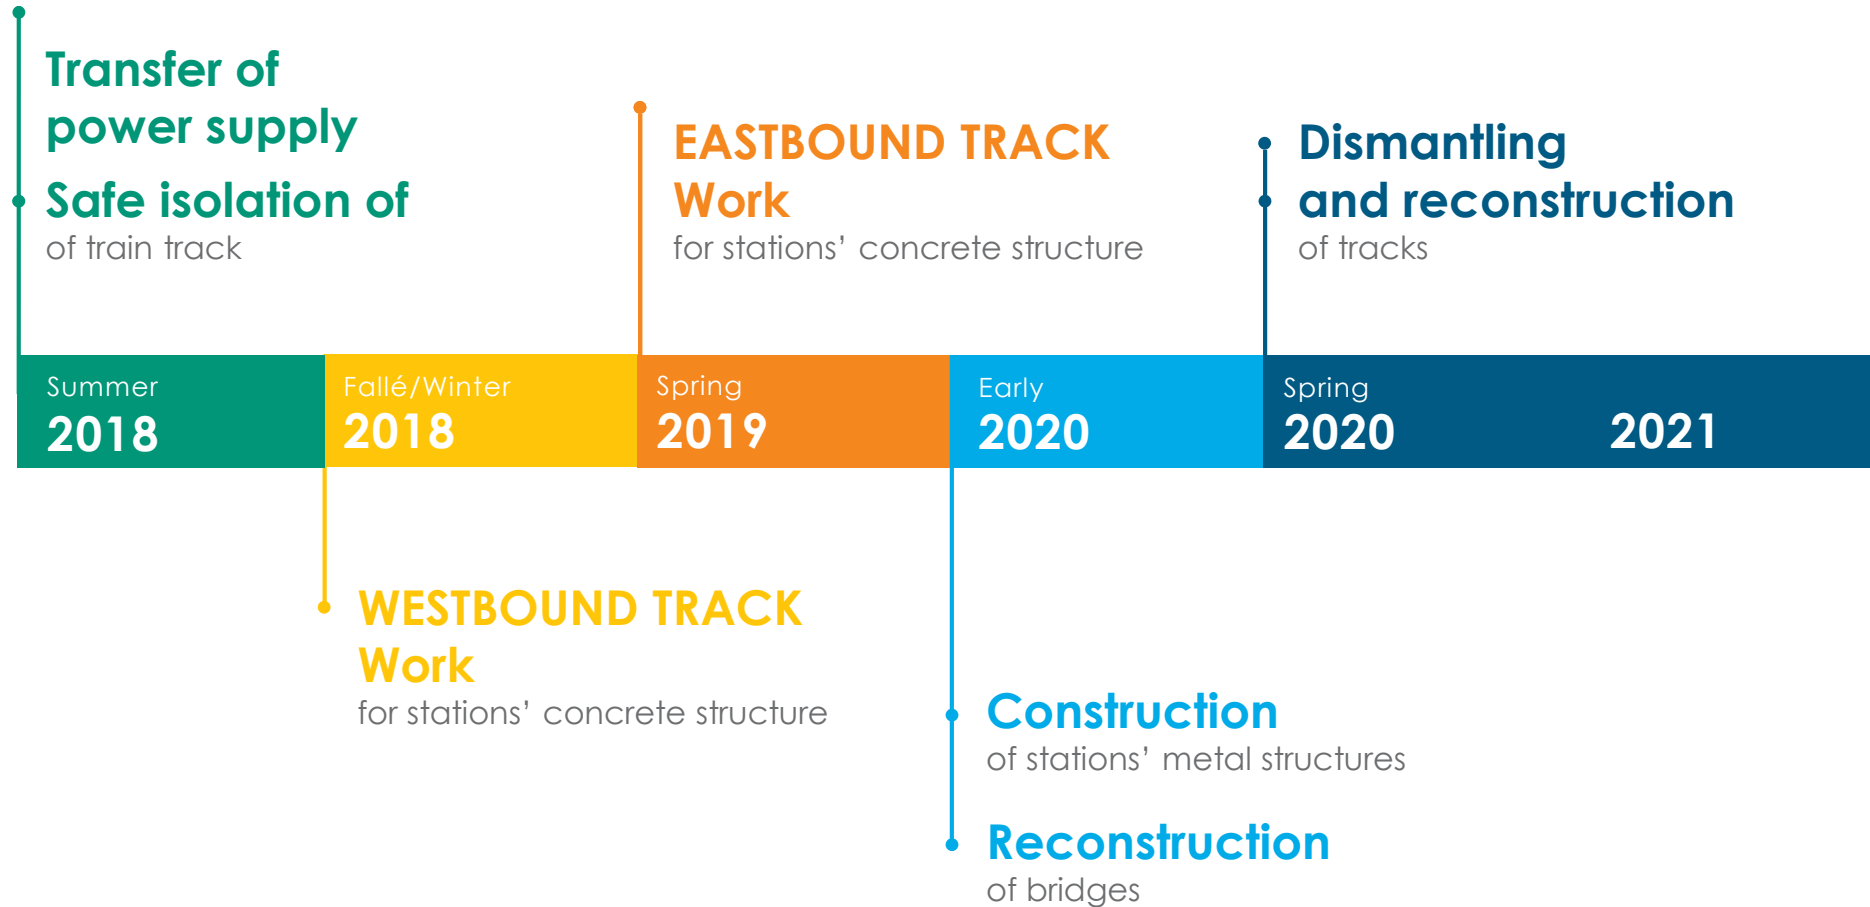 Transfer of
power supply
Safe isolation of
of train track
EASTBOUND TRACK
Work
for stations’ concrete structure
Dismantling
and reconstruction
of tracks
Summer
2018
Fallé/Winter
2018
Spring
2019
Early
2020
Spring
2020
2021
WESTBOUND TRACK
Work
for stations’ concrete structure
Construction
of stations’ metal structures
Reconstruction
of bridges